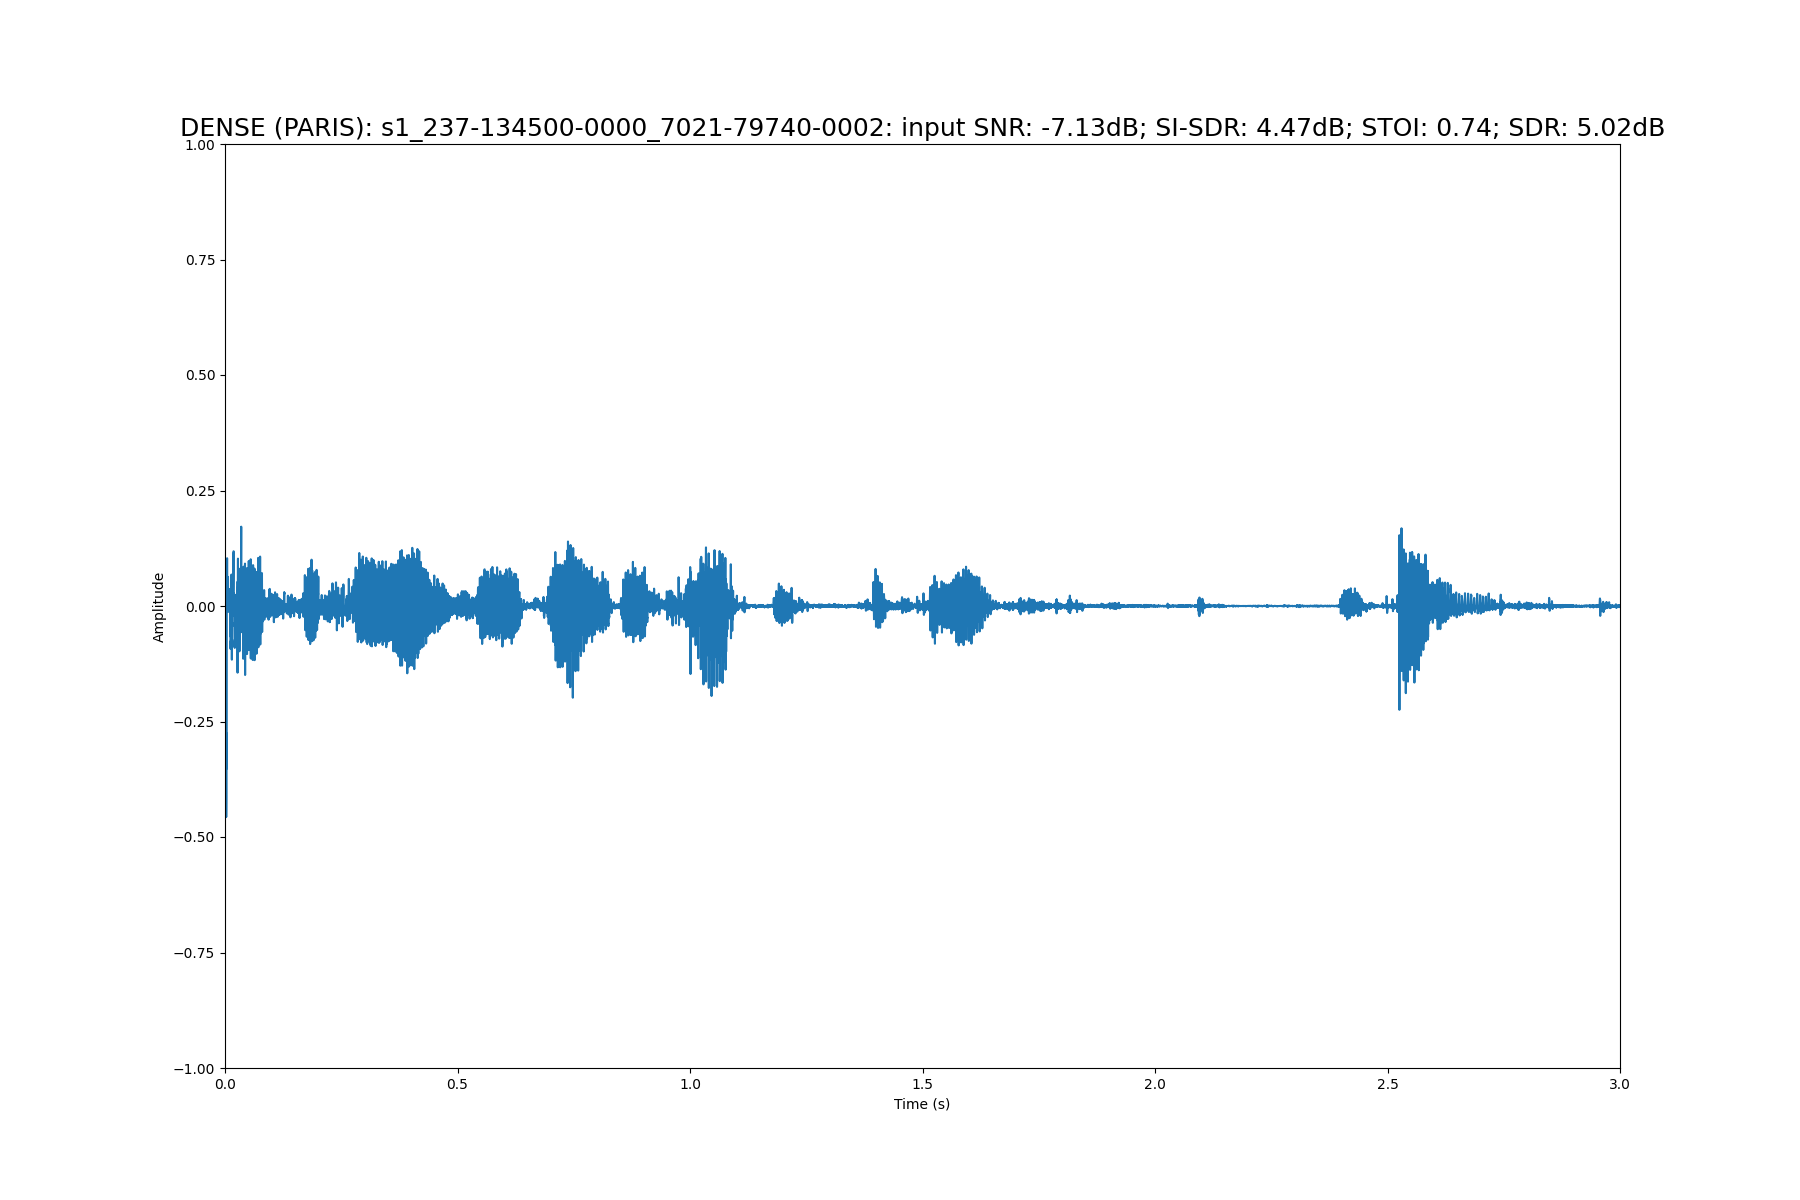 DENSE (PARIS): s1_237-134500-0000_7021-79740-0002: input SNR: -7.13dB; SI-SDR: 4.47dB; STOI: 0.74; SDR: 5.02dB
1.00
0.75
0.50
0.25
0.00
−0.25
−0.50
−0.75
−1.00
Amplitude
0.0 0.5 1.0 1.5 2.0 2.5 3.0
Time (s)